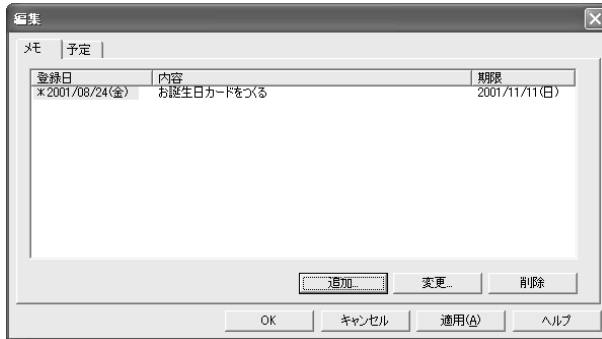 編集
メモ 予定
登録日 内容 期限
*2001/08/24(金) お誕生日カードをつくる 2001/11/11(日)
追加... 変更... 削除
OK キャンセル 適用(A) ヘルプ